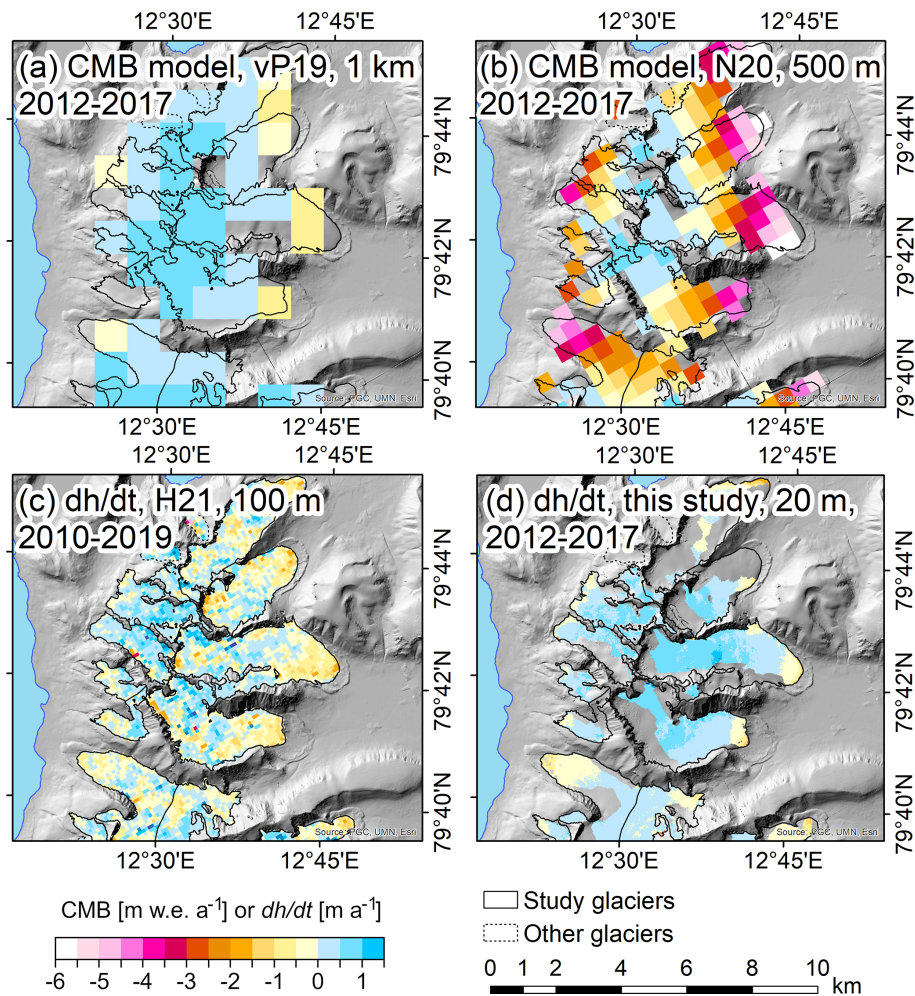 12°30'E 12°45'E 12°30'E 12°45'E
(a) CMB model, vP19, 1 km
2012-2017
(b) CMB model, N20, 500 m
2012-2017
79°44'N
79°42'N
79°40'N
79°44'N
79°42'N
79°40'N
Source: PGC, UMN, Esri
Source: PGC, UMN, Esri
12°30'E 12°45'E 12°30'E 12°45'E
12°30'E 12°45'E 12°30'E 12°45'E
(c) dh/dt, H21, 100 m
2010-2019
(d) dh/dt, this study, 20 m,
2012-2017
79°44'N
79°42'N
79°40'N
79°44'N
79°42'N
79°40'N
Source: PGC, UMN, Esri
Source: PGC, UMN, Esri
12°30'E 12°45'E 12°30'E 12°45'E
CMB [m w.e. a⁻¹] or dh/dt [m a⁻¹]
-6 -5 -4 -3 -2 -1 0 1
Study glaciers
Other glaciers
0 1 2 4 6 8 10
km